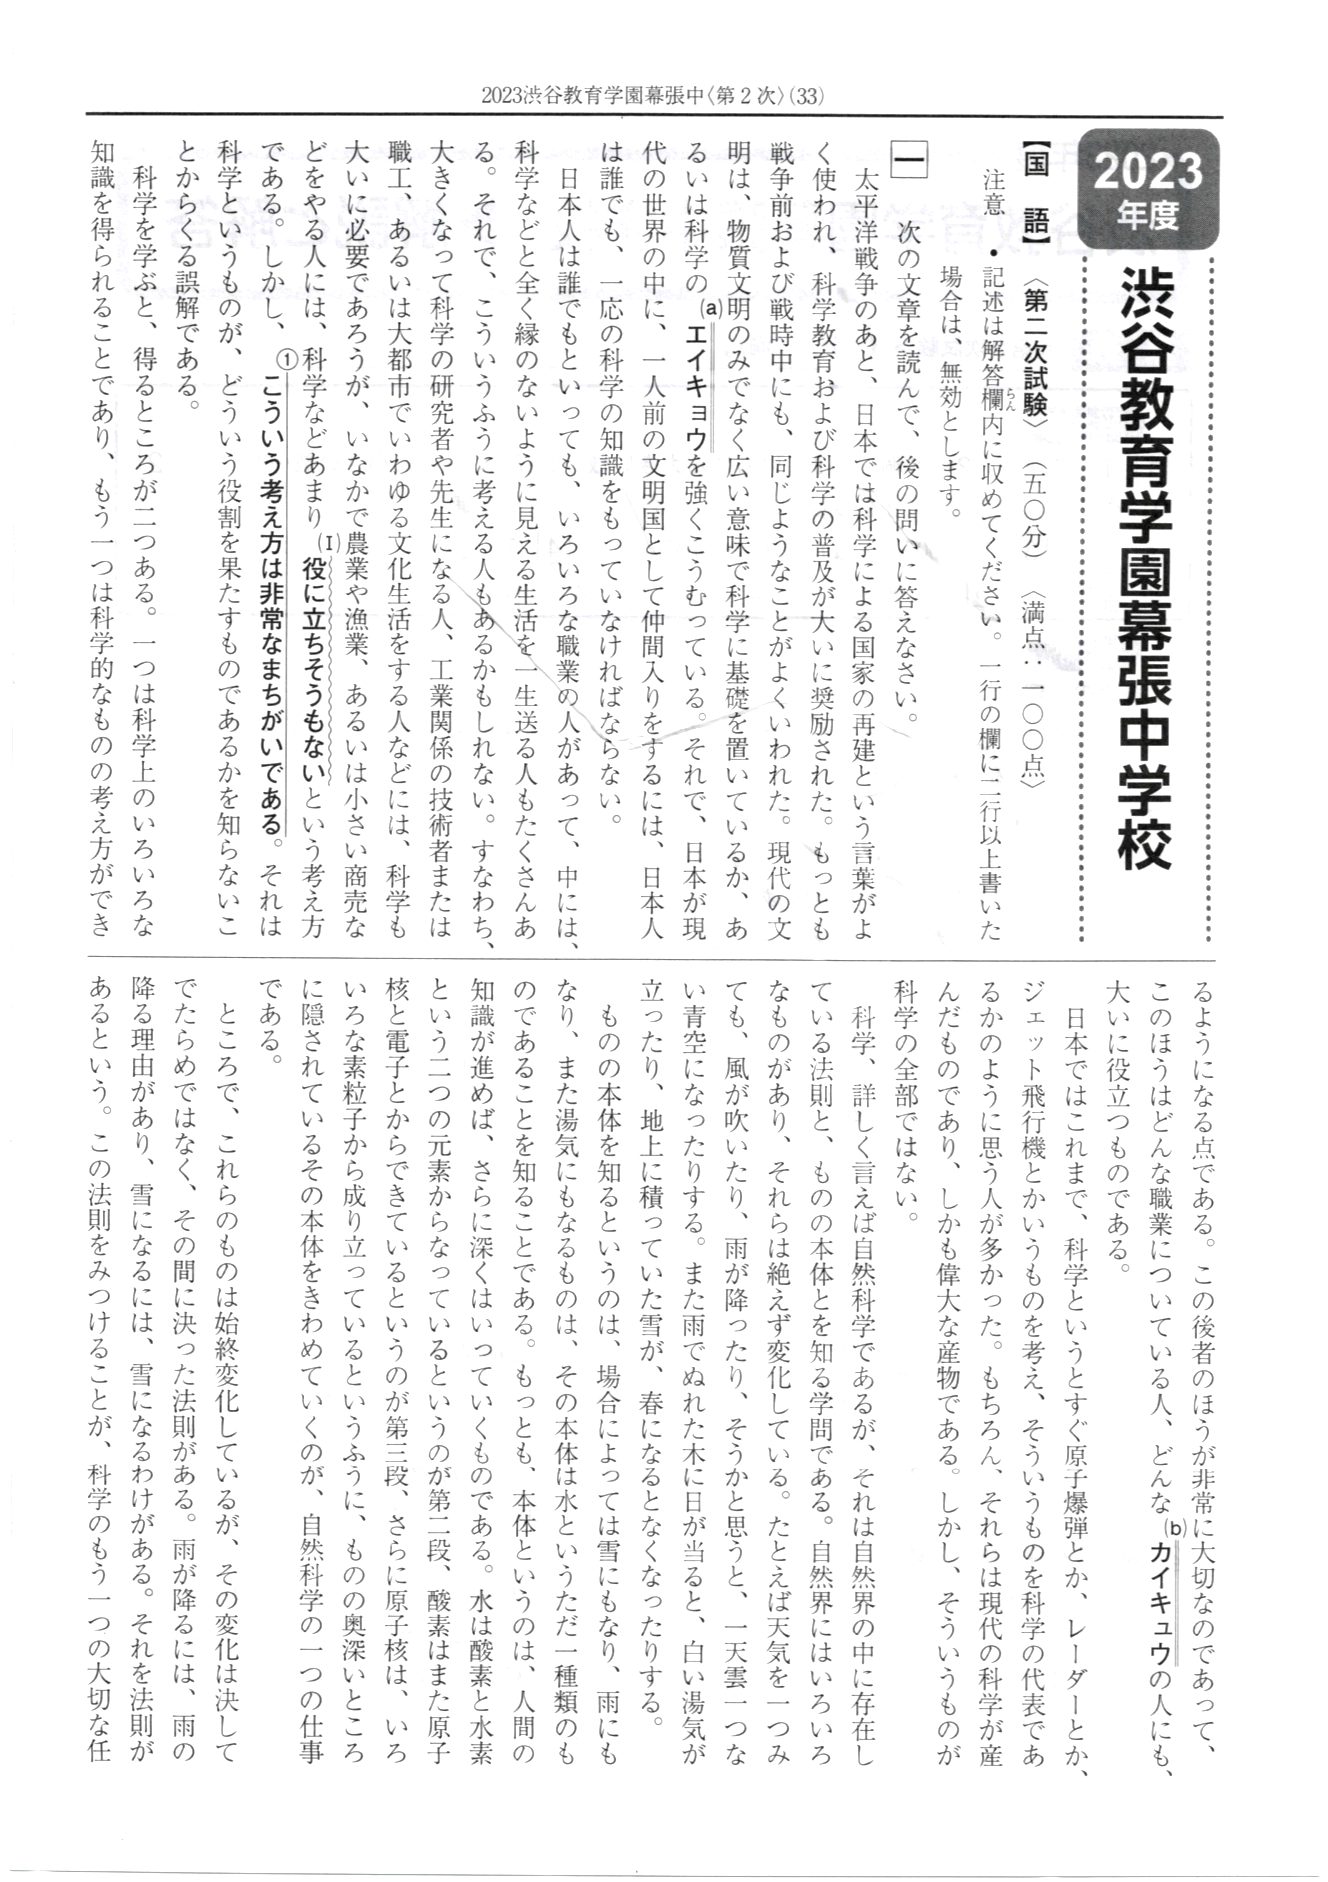 2023渋谷教育学園幕張中〈第2次〉(33)
2023年度
渋谷教育学園幕張中学校
【国語】〈第二次試験〉(五〇分)〈満点:一〇〇点〉
注意 ・記述は解答欄内に収めてください。一行の欄に二行以上書いた
らん
場合は、無効とします。
一 次の文章を読んで、後の問いに答えなさい。
太平洋戦争のあと、日本では科学による国家の再建という言葉がよ
く使われ、科学教育および科学の普及が大いに奨励された。もっとも
戦争前および戦時中にも、同じようなことがよくいわれた。現代の文
明は、物質文明のみでなく広い意味で科学に基礎を置いているか、あ
るいは科学の(a)エイキョウを強くこうむっている。それで、日本が現
代の世界の中に、一人前の文明国として仲間入りをするには、日本人
は誰でも、一応の科学の知識をもっていなければならない。
日本人は誰でもといっても、いろいろな職業の人があって、中には、
科学などと全く縁のないように見える生活を一生送る人もたくさんあ
る。それで、こういうふうに考える人もあるかもしれない。すなわち、
大きくなって科学の研究者や先生になる人、工業関係の技術者または
職工、あるいは大都市でいわゆる文化生活をする人などには、科学も
大いに必要であろうが、いなかで農業や漁業、あるいは小さい商売な
どをやる人には、科学などあまり(I)役に立ちそうもないという考え方
である。しかし、①こういう考え方は非常なまちがいである。それは
科学というものが、どういう役割を果たすものであるかを知らないこ
とからくる誤解である。
科学を学ぶと、得るところが二つある。一つは科学上のいろいろな
知識を得られることであり、もう一つは科学的なものの考え方ができ
るようになる点である。この後者のほうが非常に大切なのであって、
このほうはどんな職業についている人、どんな(b)カイキュウの人にも、
大いに役立つものである。
日本ではこれまで、科学というとすぐ原子爆弾とか、レーダーとか、
ジェット飛行機とかいうものを考え、そういうものを科学の代表であ
るかのように思う人が多かった。もちろん、それらは現代の科学が産
んだものであり、しかも偉大な産物である。しかし、そういうものが
科学の全部ではない。
科学、詳しく言えば自然科学であるが、それは自然界の中に存在し
ている法則と、ものの本体とを知る学問である。自然界にはいろいろ
なものがあり、それらは絶えず変化している。たとえば天気を一つみ
ても、風が吹いたり、雨が降ったり、そうかと思うと、一天雲一つな
い青空になったりする。また雨でぬれた木に日が当ると、白い湯気が
立ったり、地上に積っていた雪が、春になるとなくなったりする。
ものの本体を知るというのは、場合によっては雪にもなり、雨にも
なり、また湯気にもなるものは、その本体は水というただ一種類のも
のであることを知ることである。もっとも、本体というのは、人間の
知識が進めば、さらに深くはいっていくものである。水は酸素と水素
という二つの元素からなっているというのが第二段、酸素はまた原子
核と電子とからできているというのが第三段、さらに原子核は、いろ
いろな素粒子から成り立っているというふうに、ものの奥深いところ
に隠されているその本体をきわめていくのが、自然科学の一つの仕事
である。
ところで、これらのものは始終変化しているが、その変化は決して
でたらめではなく、その間に決った法則がある。雨が降るには、雨の
降る理由があり、雪になるには、雪になるわけがある。それを法則が
あるという。この法則をみつけることが、科学のもう一つの大切な任